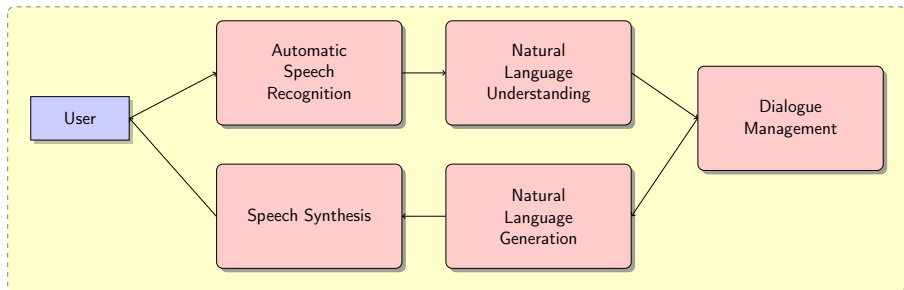 User
Automatic
Speech
Recognition
Natural
Language
Understanding
Dialogue
Management
Speech Synthesis
Natural
Language
Generation